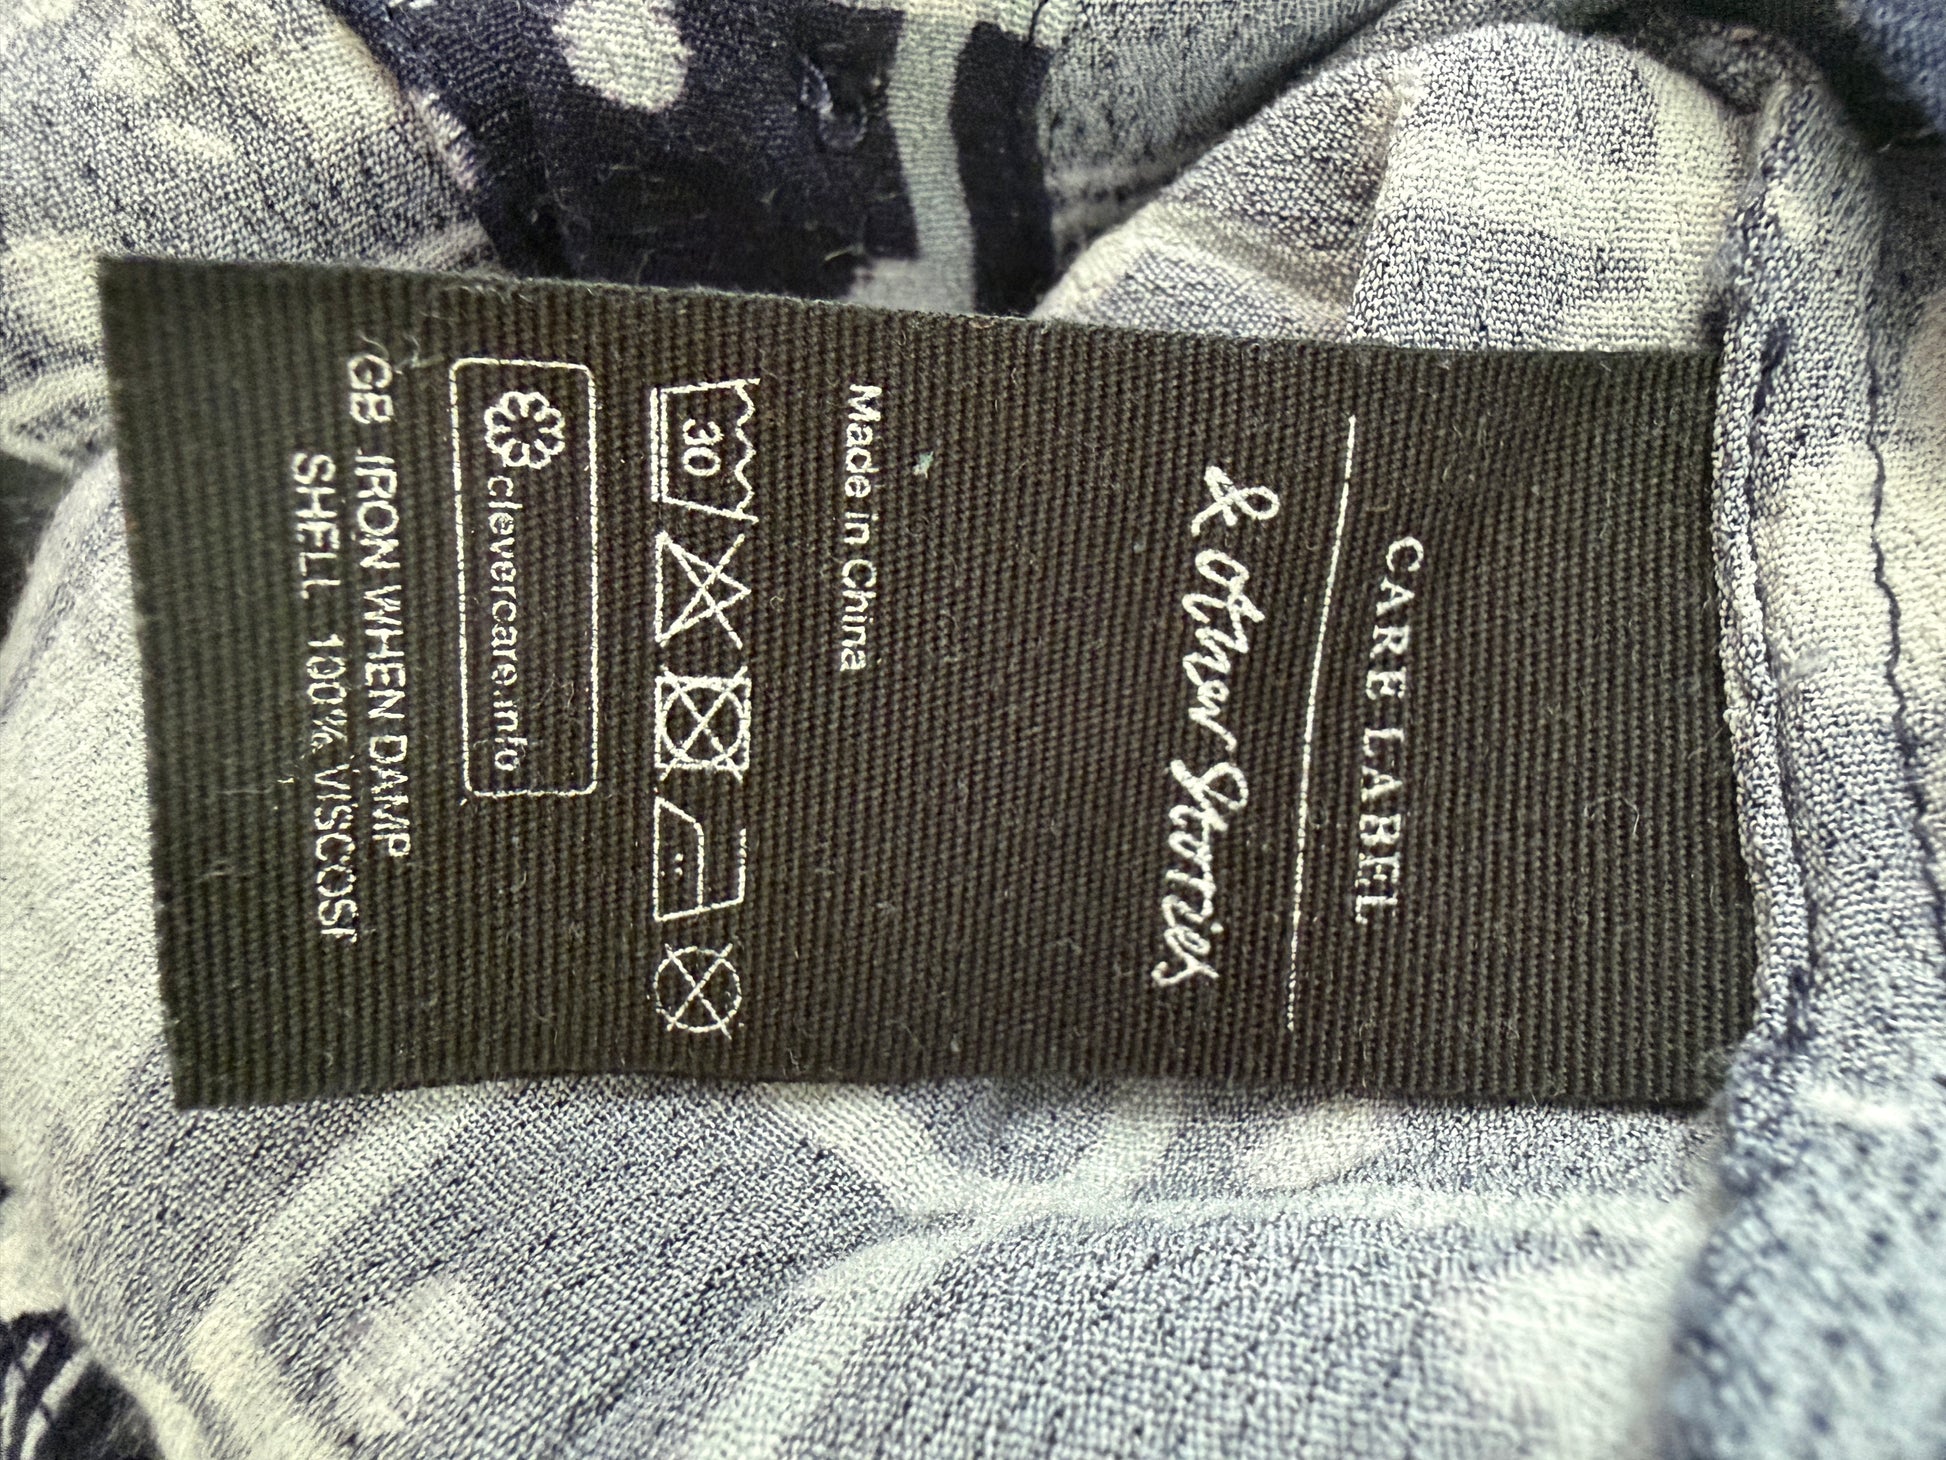 CARE LABEL
& other Stories
Made in China
30
clevercare.info
GB IRON WHEN DAMP
SHELL 100% VISCOSE